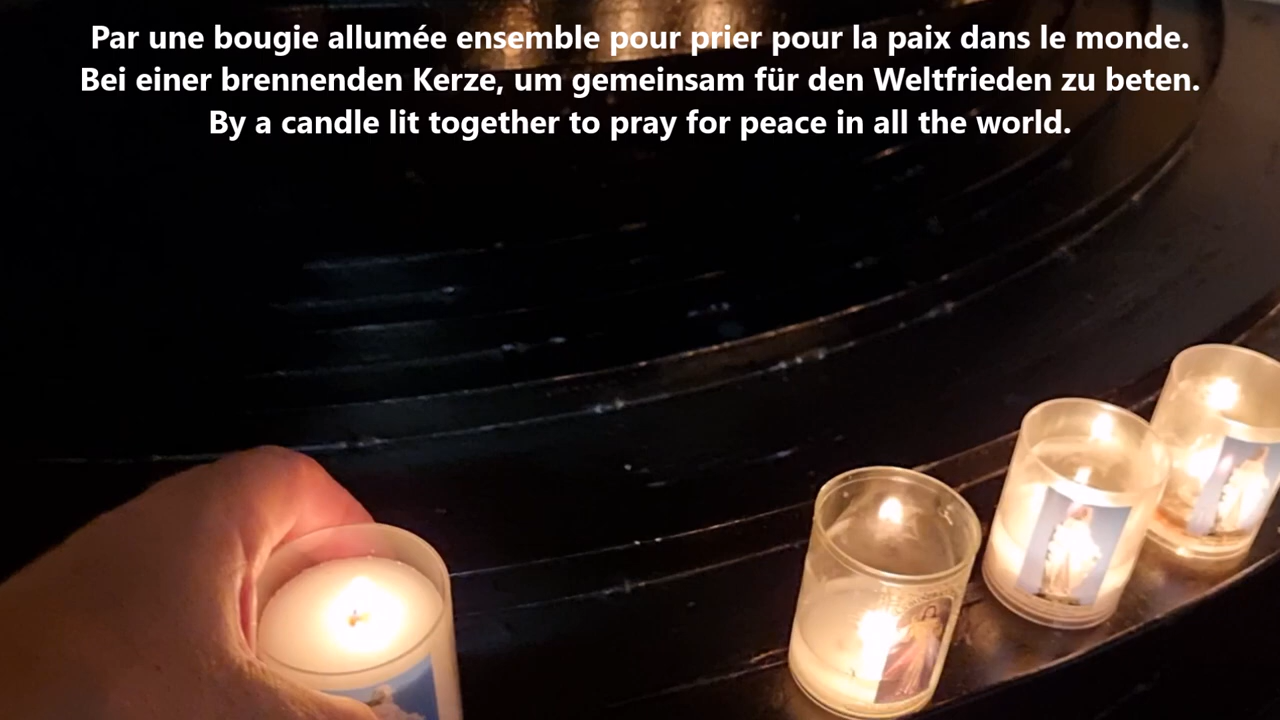 Par une bougie allumée ensemble pour prier pour la paix dans le monde.
Bei einer brennenden Kerze, um gemeinsam für den Weltfrieden zu beten.
By a candle lit together to pray for peace in all the world.